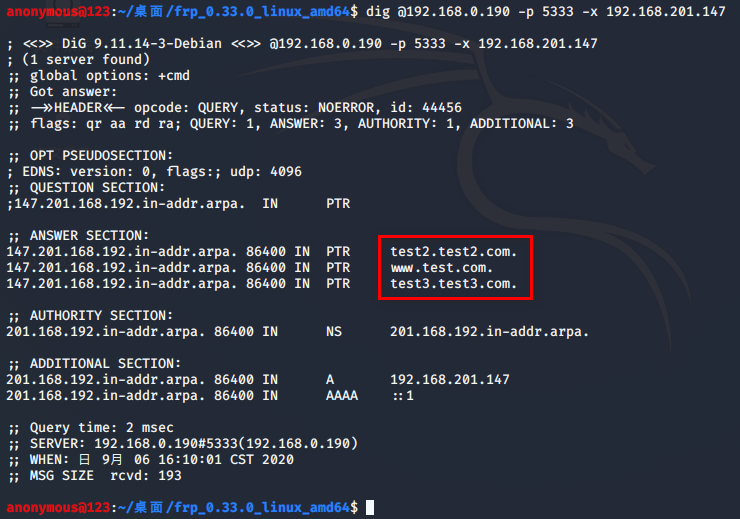 anonymous@123:~/桌面/frp_0.33.0_linux_amd64$ dig @192.168.0.190 -p 5333 -x 192.168.201.147

; <<>> DiG 9.11.14-3-Debian <<>> @192.168.0.190 -p 5333 -x 192.168.201.147
; (1 server found)
;; global options: +cmd
;; Got answer:
;; ->>HEADER<<- opcode: QUERY, status: NOERROR, id: 44456
;; flags: qr aa rd ra; QUERY: 1, ANSWER: 3, AUTHORITY: 1, ADDITIONAL: 3

;; OPT PSEUDOSECTION:
; EDNS: version: 0, flags:; udp: 4096
;; QUESTION SECTION:
;147.201.168.192.in-addr.arpa. IN PTR

;; ANSWER SECTION:
147.201.168.192.in-addr.arpa. 86400 IN PTR test2.test2.com.
147.201.168.192.in-addr.arpa. 86400 IN PTR www.test.com.
147.201.168.192.in-addr.arpa. 86400 IN PTR test3.test3.com.

;; AUTHORITY SECTION:
201.168.192.in-addr.arpa. 86400 IN NS 201.168.192.in-addr.arpa.

;; ADDITIONAL SECTION:
201.168.192.in-addr.arpa. 86400 IN A 192.168.201.147
201.168.192.in-addr.arpa. 86400 IN AAAA ::1

;; Query time: 2 msec
;; SERVER: 192.168.0.190#5333(192.168.0.190)
;; WHEN: 日 9月 06 16:10:01 CST 2020
;; MSG SIZE rcvd: 193

anonymous@123:~/桌面/frp_0.33.0_linux_amd64$